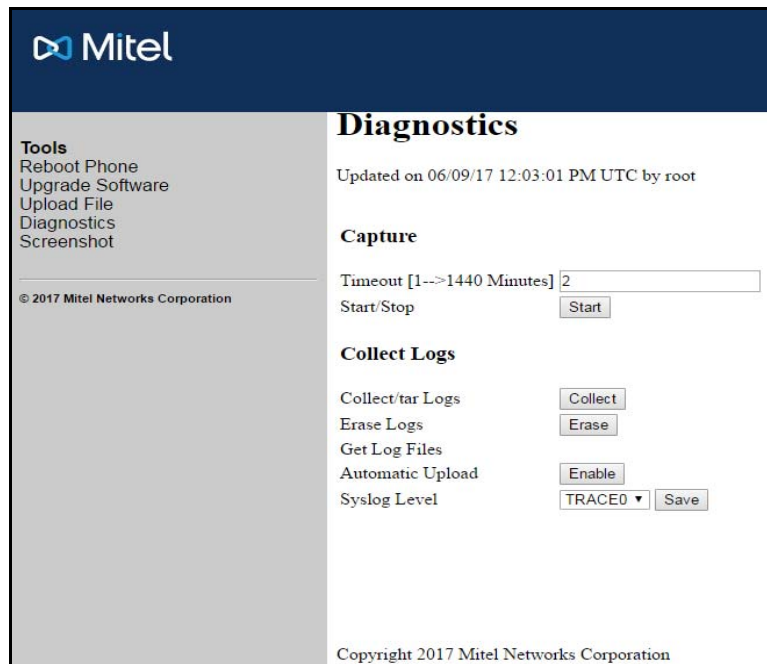 Mitel
Tools
Reboot Phone
Upgrade Software
Upload File
Diagnostics
Screenshot
© 2017 Mitel Networks Corporation
Diagnostics
Updated on 06/09/17 12:03:01 PM UTC by root
Capture
Timeout [1-->1440 Minutes] 2
Start/Stop Start
Collect Logs
Collect/tar Logs Collect
Erase Logs Erase
Get Log Files
Automatic Upload Enable
Syslog Level TRACE0 Save
Copyright 2017 Mitel Networks Corporation